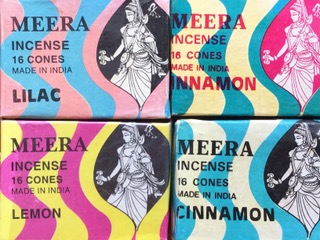 MEERA
INCENSE
16 CONES
MADE IN INDIA
LILAC
MEERA
INCENSE
16 CONES
MADE IN INDIA
INNAMON
MEERA
INCENSE
16 CONES
MADE IN INDIA
LEMON
MEERA
INCENSE
16 CONES
MADE IN INDIA
CINNAMON